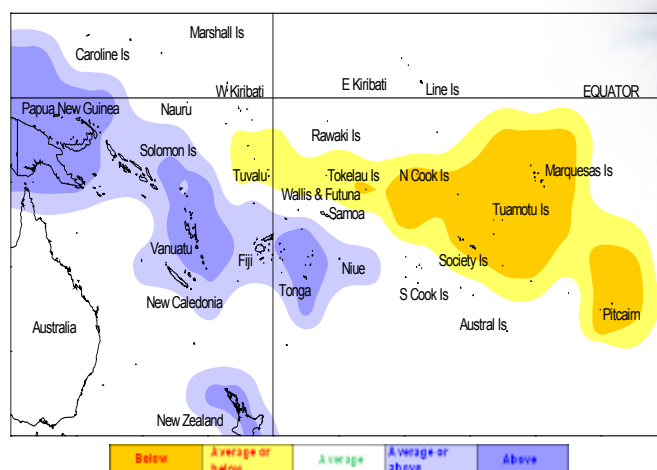 Marshall Is
Caroline Is
W Kiribati
E Kiribati
Line Is
EQUATOR
Papua New Guinea
Nauru
Rawaki Is
Solomon Is
Tuvalu
Tokelau Is
N Cook Is
Marquesas Is
Wallis & Futuna
Samoa
Tuamotu Is
Vanuatu
Fiji
Niue
Society Is
Tonga
S Cook Is
New Caledonia
Pitcairn
Australia
Austral Is
New Zealand
Below
Average or
below
Average
Average or
above
Above